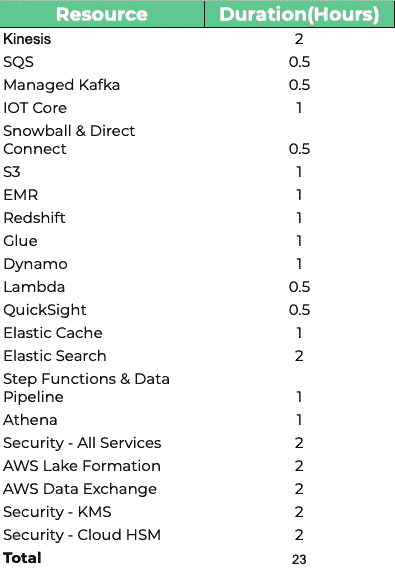 Resource Duration(Hours)
Kinesis 2
SQS 0.5
Managed Kafka 0.5
IOT Core 1
Snowball & Direct
Connect 0.5
S3 1
EMR 1
Redshift 1
Glue 1
Dynamo 1
Lambda 0.5
QuickSight 0.5
Elastic Cache 1
Elastic Search 2
Step Functions & Data
Pipeline 1
Athena 1
Security - All Services 2
AWS Lake Formation 2
AWS Data Exchange 2
Security - KMS 2
Security - Cloud HSM 2
Total 23